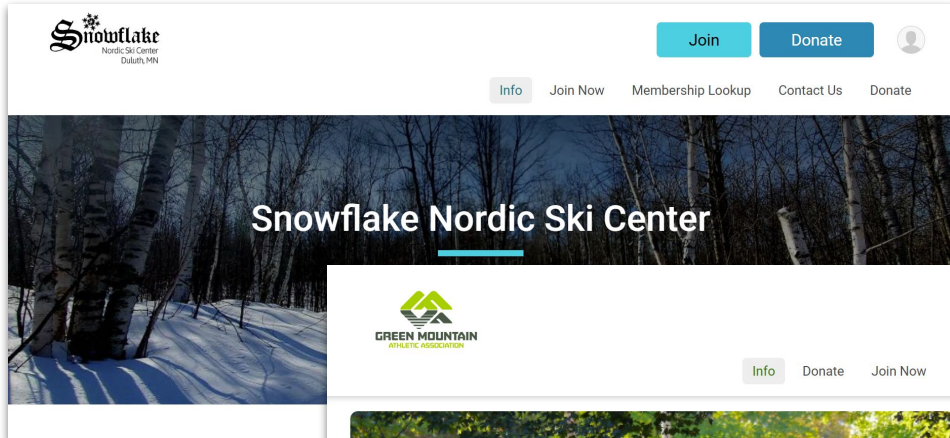 Snowflake
Nordic Ski Center
Duluth, MN
Join
Donate
Info
Join Now
Membership Lookup
Contact Us
Donate
Snowflake Nordic Ski Center
GREEN MOUNTAIN
ATHLETIC ASSOCIATION
Info
Donate
Join Now